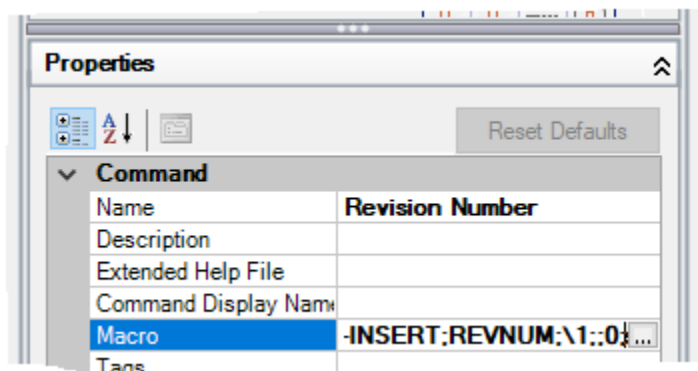 Properties
Reset Defaults
Command
Name Revision Number
Description
Extended Help File
Command Display Name
Macro -INSERT;REVNUM;\1;;0; ...
Tags